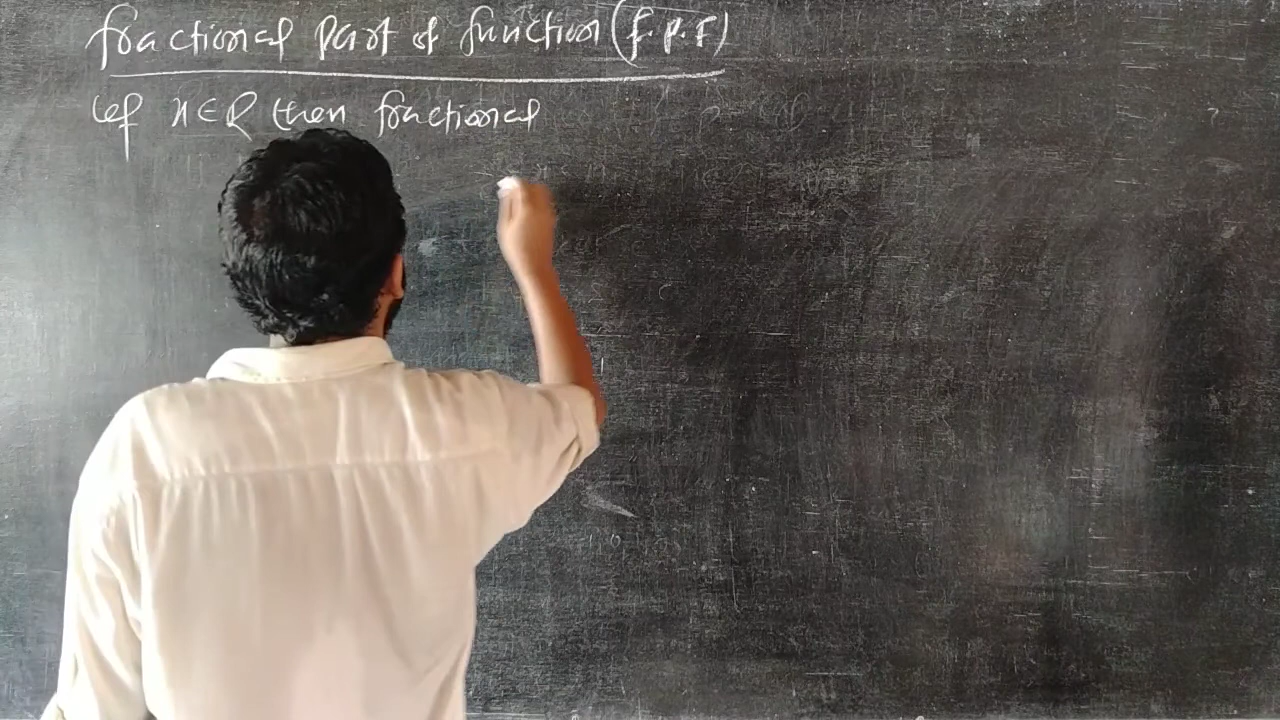 fractional Part of function (f.p.f)
let x ∈ R then fractional